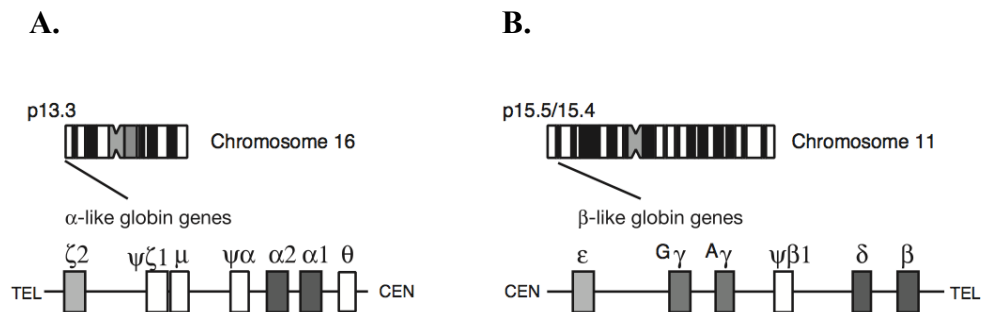 A.
p13.3
Chromosome 16
α-like globin genes
ζ2 ψζ1 μ ψα α2 α1 θ
TEL CEN
B.
p15.5/15.4
Chromosome 11
β-like globin genes
ε Gγ Aγ ψβ1 δ β
CEN TEL